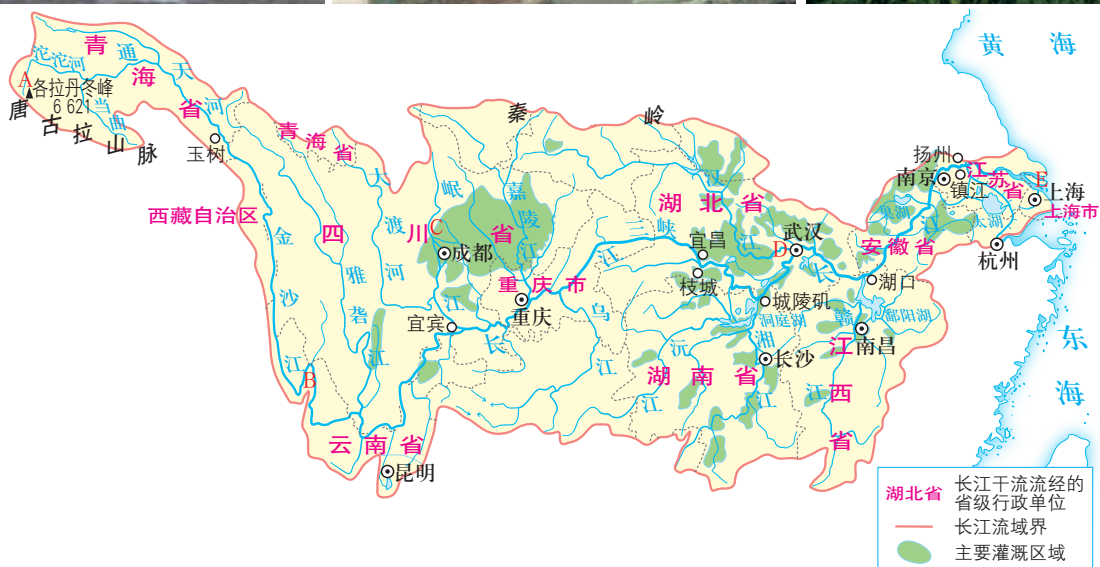 黄海
东海
青海省
沱沱河
通天河
A
各拉丹冬峰
6 621
当曲
唐古拉山脉
玉树
青海省
西藏自治区
金沙江
B
四川省
雅砻江
大渡河
岷江
C
成都
嘉陵江
秦岭
宜宾
重庆市
重庆
长江
乌江
云南省
昆明
三峡
湖北省
汉江
宜昌
枝城
D
武汉
城陵矶
洞庭湖
湖南省
沅江
湘江
长沙
江西省
赣江
南昌
鄱阳湖
湖口
安徽省
巢湖
扬州
南京
镇江
江苏省
太湖
E
上海
上海市
杭州
湖北省 长江干流流经的
省级行政单位
长江流域界
主要灌溉区域